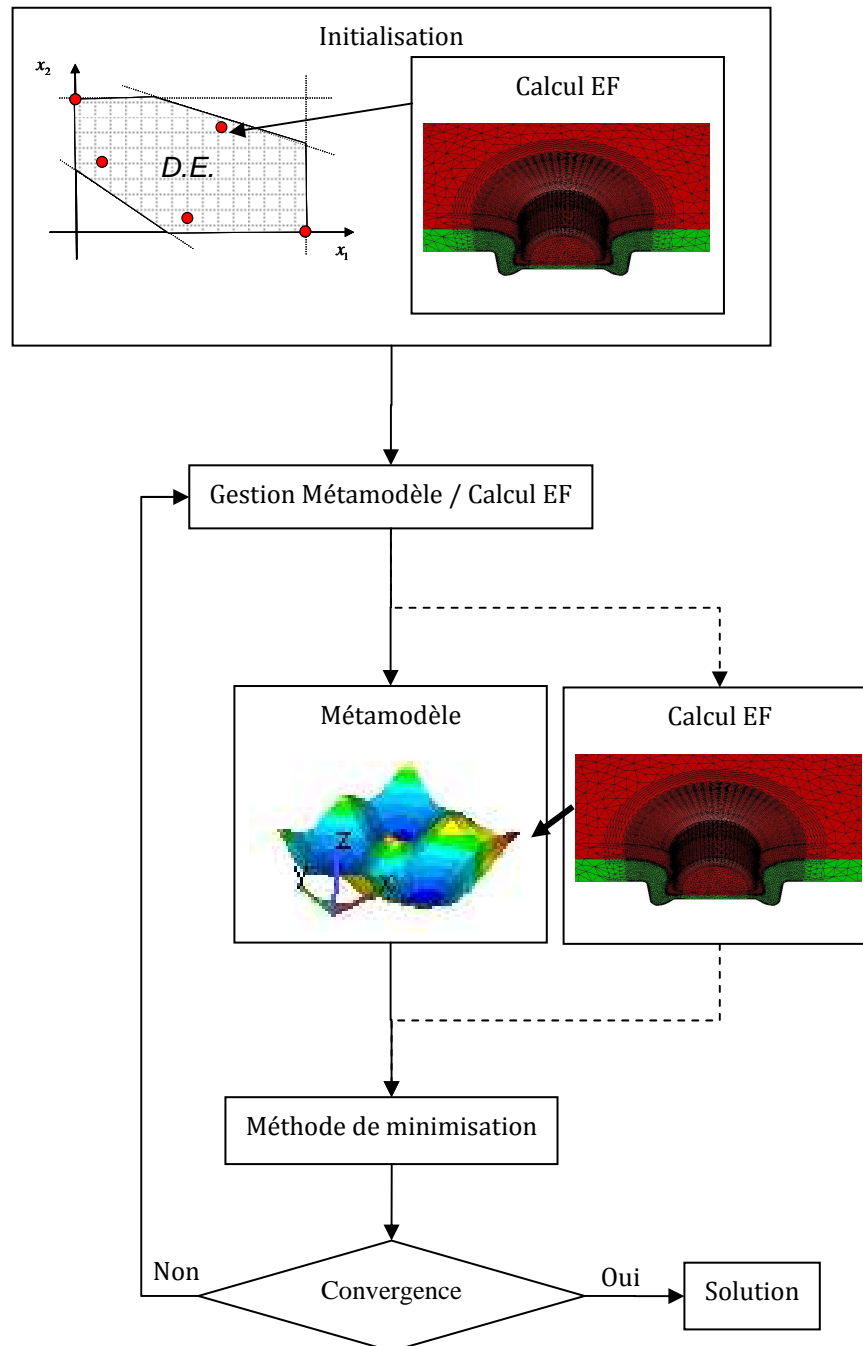 Initialisation
x2
D.E.
x1
Calcul EF
Gestion Métamodèle / Calcul EF
Métamodèle
Z
Y
X
Calcul EF
Méthode de minimisation
Non
Convergence
Oui
Solution